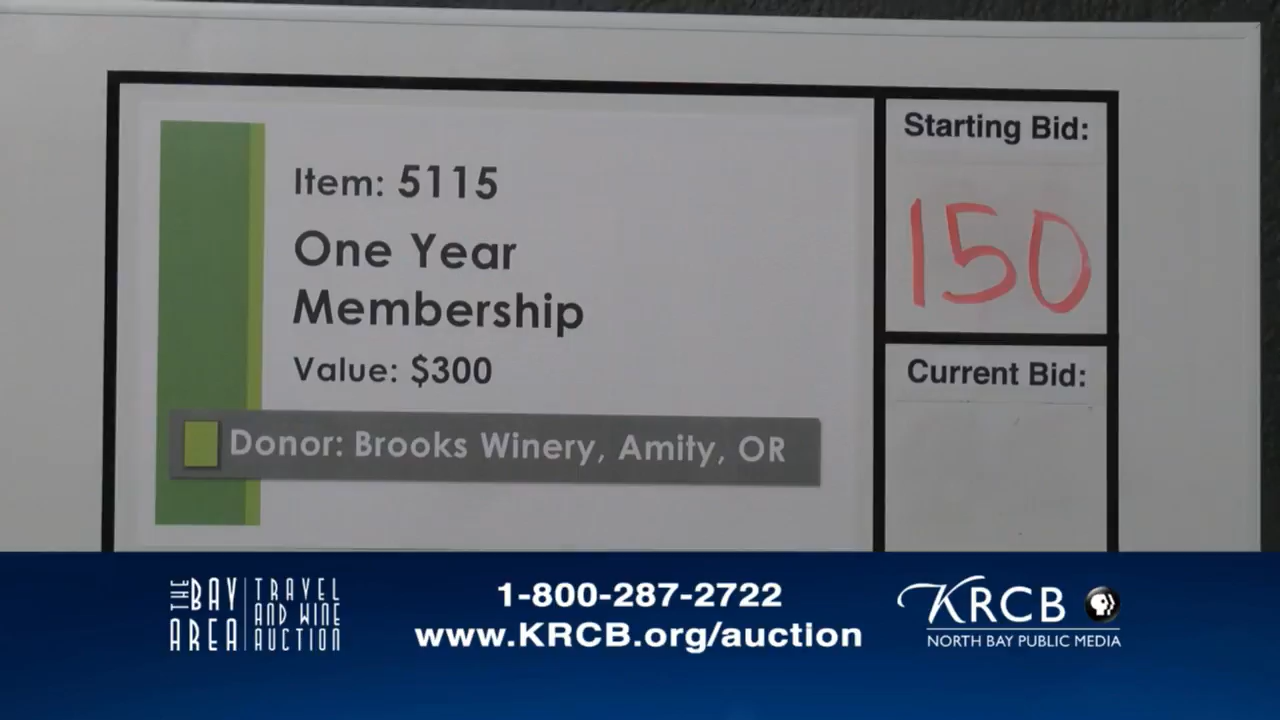 Item: 5115
One Year
Membership
Value: $300
Donor: Brooks Winery, Amity, OR
Starting Bid:
150
Current Bid:
THE BAY AREA
TRAVEL
AND WINE
AUCTION
1-800-287-2722
www.KRCB.org/auction
KRCB
NORTH BAY PUBLIC MEDIA